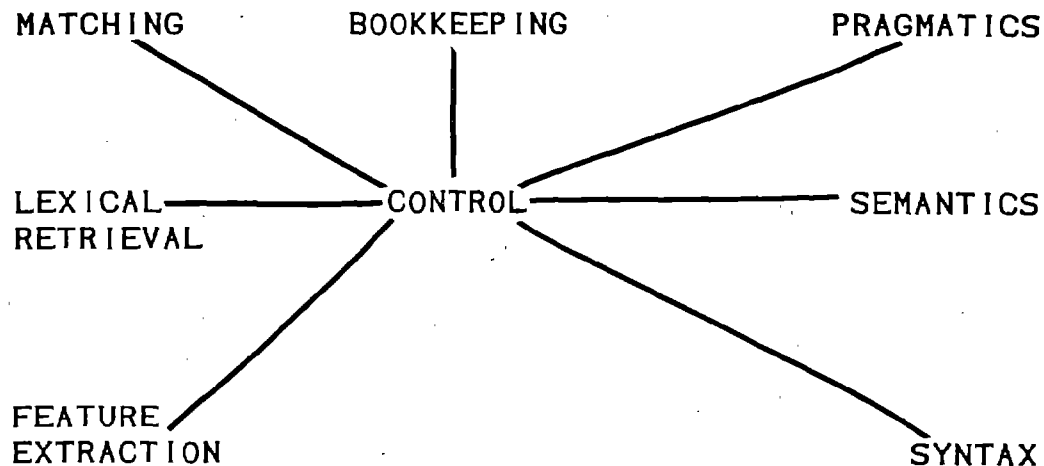 MATCHING
BOOKKEEPING
PRAGMATICS
LEXICAL
RETRIEVAL
CONTROL
SEMANTICS
FEATURE
EXTRACTION
SYNTAX